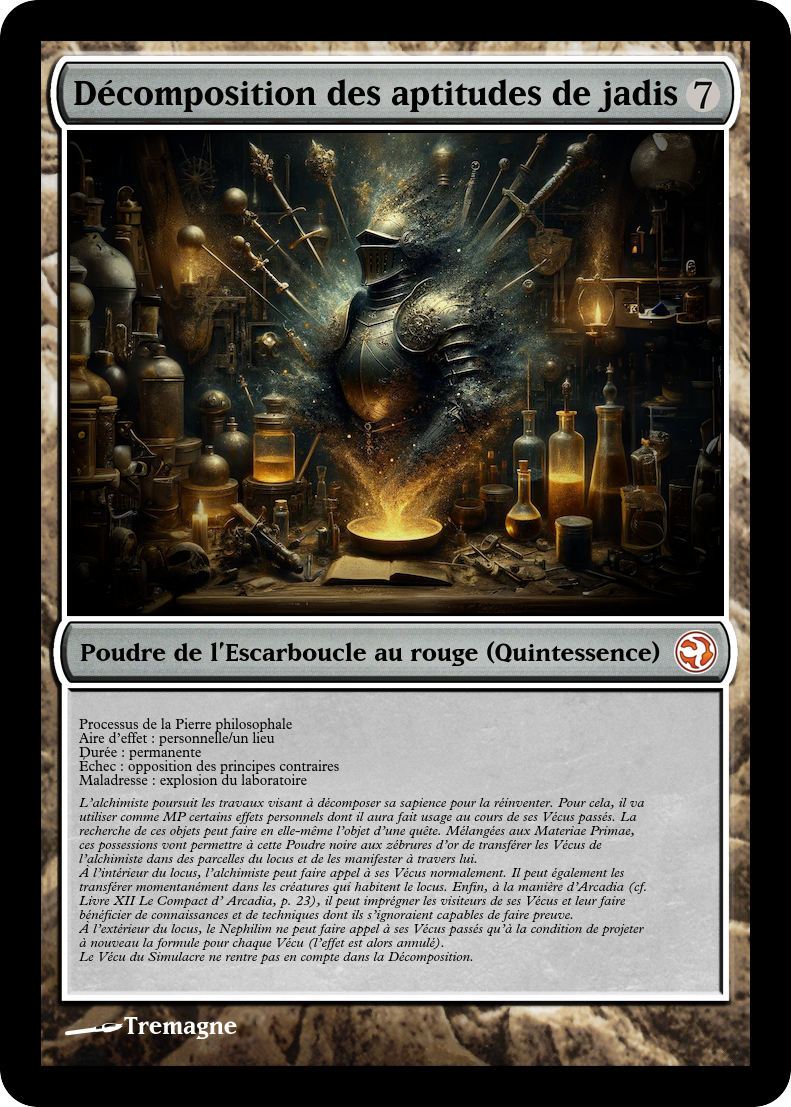 Décomposition des aptitudes de jadis 7
Poudre de l'Escarboucle au rouge (Quintessence)
Processus de la Pierre philosophale
Aire d'effet : personnelle/un lieu
Durée : permanente
Échec : opposition des principes contraires
Maladresse : explosion du laboratoire
L'alchimiste poursuit les travaux visant à décomposer sa sapience pour la réinventer. Pour cela, il va
utiliser comme MP certains effets personnels dont il aura fait usage au cours de ses Vécus passés. La
recherche de ces objets peut faire en elle-même l'objet d'une quête. Mélangées aux Materiae Primae,
ces possessions vont permettre à cette Poudre noire aux zébrures d'or de transférer les Vécus de
l'alchimiste dans des parcelles du locus et de les manifester à travers lui.
À l'intérieur du locus, l'alchimiste peut faire appel à ses Vécus normalement. Il peut également les
transférer momentanément dans les créatures qui habitent le locus. Enfin, à la manière d'Arcadia (cf.
Livre XII Le Compact d' Arcadia, p. 23), il peut imprégner les visiteurs de ses Vécus et leur faire
bénéficier de connaissances et de techniques dont ils s'ignoraient capables de faire preuve.
À l'extérieur du locus, le Nephilim ne peut faire appel à ses Vécus passés qu'à la condition de projeter
à nouveau la formule pour chaque Vécu (l'effet est alors annulé).
Le Vécu du Simulacre ne rentre pas en compte dans la Décomposition.
Tremagne